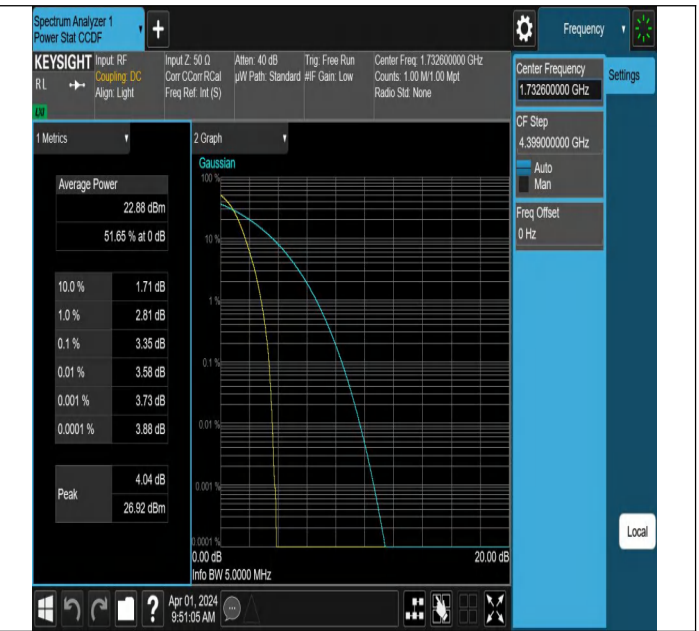 Spectrum Analyzer 1
Power Stat CCDF
+
Frequency
KEYSIGHT
RL
LXI
Input: RF
Coupling: DC
Align: Light
Input Z: 50 Ω
Corr CCorr RCal
Freq Ref: Int (S)
Atten: 40 dB
µW Path: Standard
Trig: Free Run
#IF Gain: Low
Center Freq: 1.732600000 GHz
Counts: 1.00 M/1.00 Mpt
Radio Std: None
Center Frequency
1.732600000 GHz
Settings
CF Step
4.399000000 GHz
Auto
Man
Freq Offset
0 Hz
1 Metrics
Average Power
22.88 dBm
51.65 % at 0 dB
10.0 % 1.71 dB
1.0 % 2.81 dB
0.1 % 3.35 dB
0.01 % 3.58 dB
0.001 % 3.73 dB
0.0001 % 3.88 dB
Peak 4.04 dB
26.92 dBm
2 Graph
Gaussian
100 %
10 %
1 %
0.1 %
0.01 %
0.001 %
0.0001 %
0.00 dB 20.00 dB
Info BW 5.0000 MHz
Local
?
Apr 01, 2024
9:51:05 AM